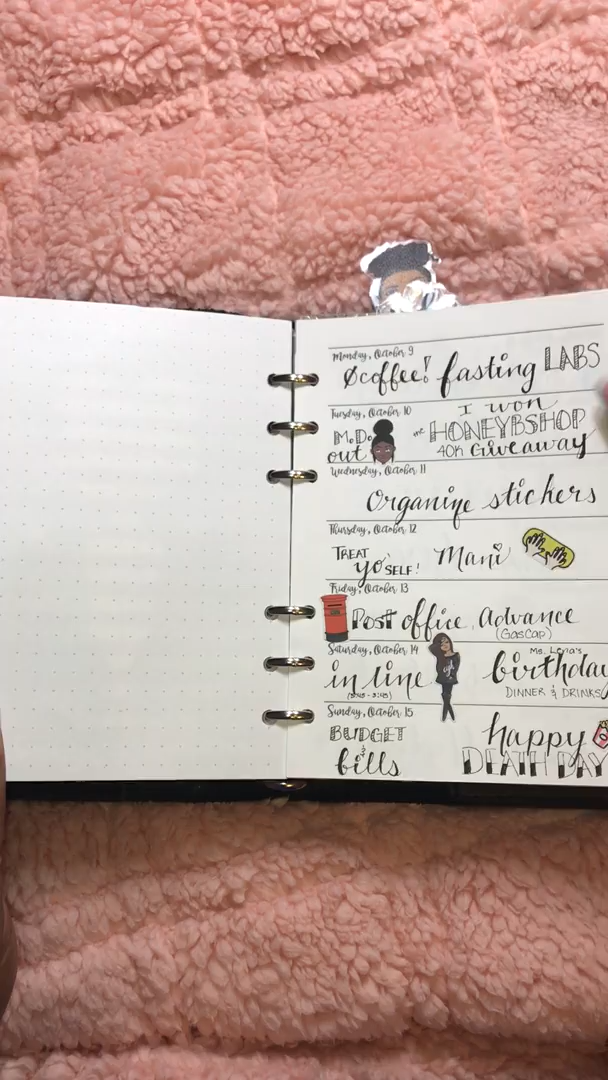 Monday, October 9
Øcoffee! fasting LABS
Tuesday, October 10
M.D. out
I won
the HONEYBSHOP
40K Giveaway
Wednesday, October 11
Organize stickers
Thursday, October 12
TREAT yo' SELF! Mani
Friday, October 13
Post office Advance
(GasCap)
Saturday, October 14
in line
Ms. Lena's
birthday
DINNER & DRINKS
Sunday, October 15
BUDGET & bills
happy
DEATH DAY